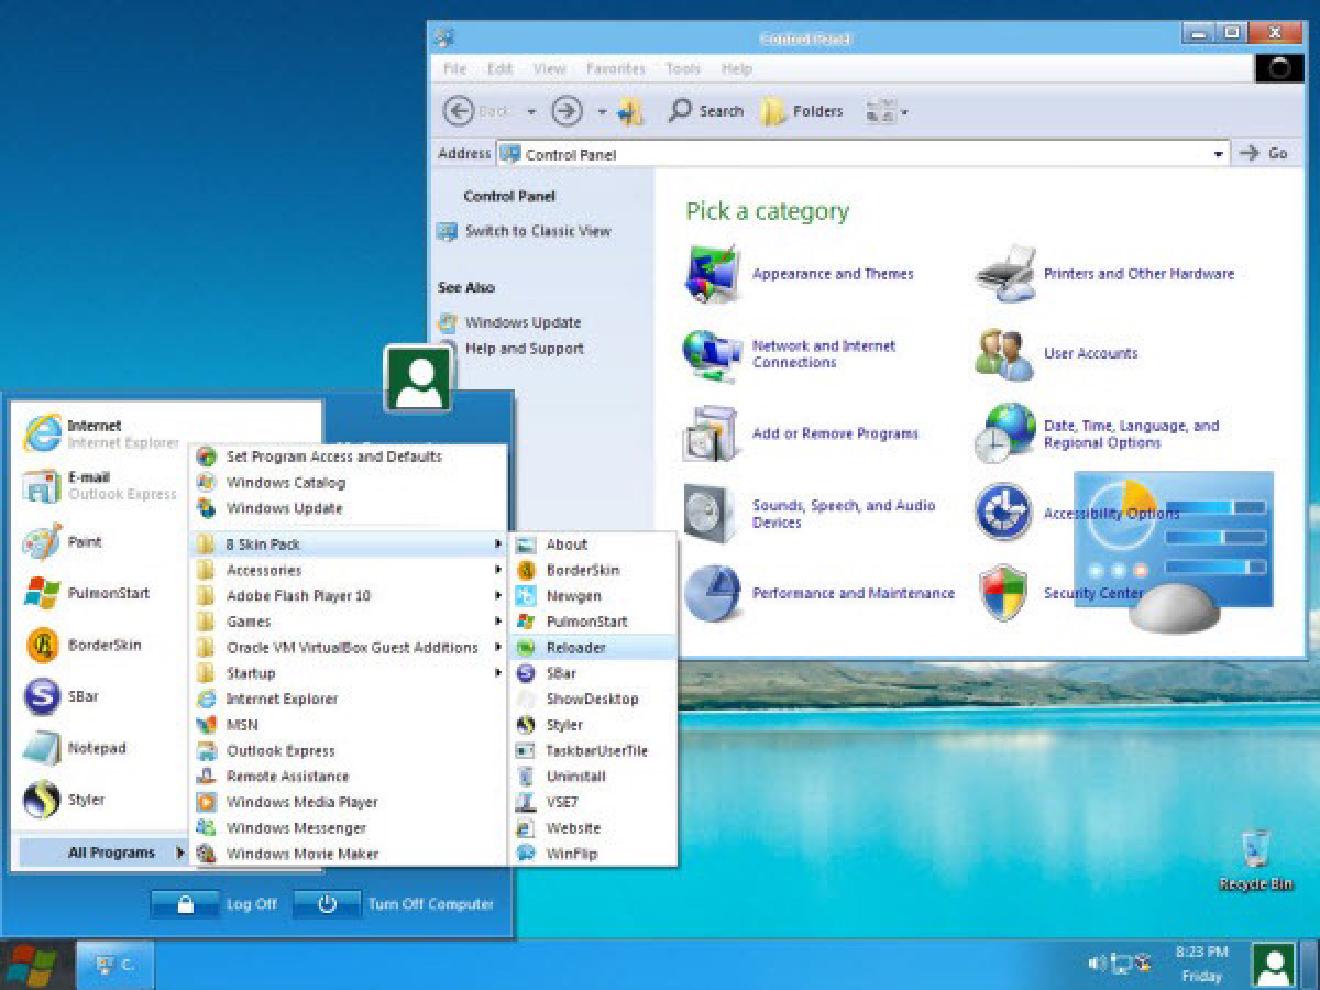 Control Panel
File Edit View Favorites Tools Help
Back Search Folders
Address Control Panel Go
Control Panel
Switch to Classic View
See Also
Windows Update
Help and Support
Pick a category
Appearance and Themes
Printers and Other Hardware
Network and Internet
Connections
User Accounts
Add or Remove Programs
Date, Time, Language, and
Regional Options
Sounds, Speech, and Audio
Devices
Accessibility Options
Performance and Maintenance
Security Center
Internet
Internet Explorer
E-mail
Outlook Express
Paint
PulmonStart
BorderSkin
SBar
Notepad
Styler
All Programs
Set Program Access and Defaults
Windows Catalog
Windows Update
8 Skin Pack
Accessories
Adobe Flash Player 10
Games
Oracle VM VirtualBox Guest Additions
Startup
Internet Explorer
MSN
Outlook Express
Remote Assistance
Windows Media Player
Windows Messenger
Windows Movie Maker
About
BorderSkin
Newgen
PulmonStart
Reloader
SBar
ShowDesktop
Styler
TaskbarUserTile
Uninstall
VSE7
Website
WinFlip
Log Off
Turn Off Computer
Recycle Bin
C.
8:23 PM
Friday